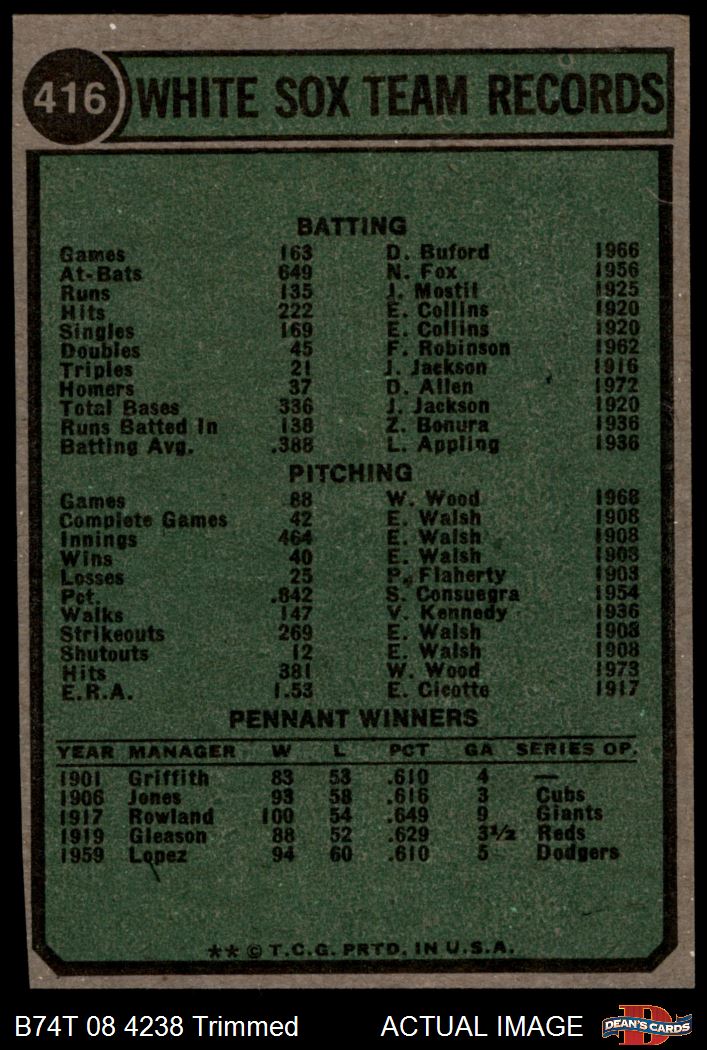 416 WHITE SOX TEAM RECORDS
BATTING
Games 163 D. Buford 1966
At-Bats 649 N. Fox 1956
Runs 135 J. Mostil 1925
Hits 222 E. Collins 1920
Singles 169 E. Collins 1920
Doubles 45 F. Robinson 1962
Triples 21 J. Jackson 1916
Homers 37 D. Allen 1972
Total Bases 336 J. Jackson 1920
Runs Batted In 138 Z. Bonura 1936
Batting Avg. .388 L. Appling 1936
PITCHING
Games 88 W. Wood 1968
Complete Games 42 E. Walsh 1908
Innings 464 E. Walsh 1908
Wins 40 E. Walsh 1908
Losses 25 P. Flaherty 1903
Pct. .842 S. Consuegra 1954
Walks 147 V. Kennedy 1936
Strikeouts 269 E. Walsh 1908
Shutouts 12 E. Walsh 1908
Hits 381 W. Wood 1973
E.R.A. 1.53 E. Cicotte 1917
PENNANT WINNERS
YEAR MANAGER W L PCT GA SERIES OP.
1901 Griffith 83 53 .610 4 —
1906 Jones 93 58 .616 3 Cubs
1917 Rowland 100 54 .649 9 Giants
1919 Gleason 88 52 .629 3½ Reds
1959 Lopez 94 60 .610 5 Dodgers
** © T.C.G. PRTD. IN U.S.A.
B74T 08 4238 Trimmed ACTUAL IMAGE DEAN'S CARDS